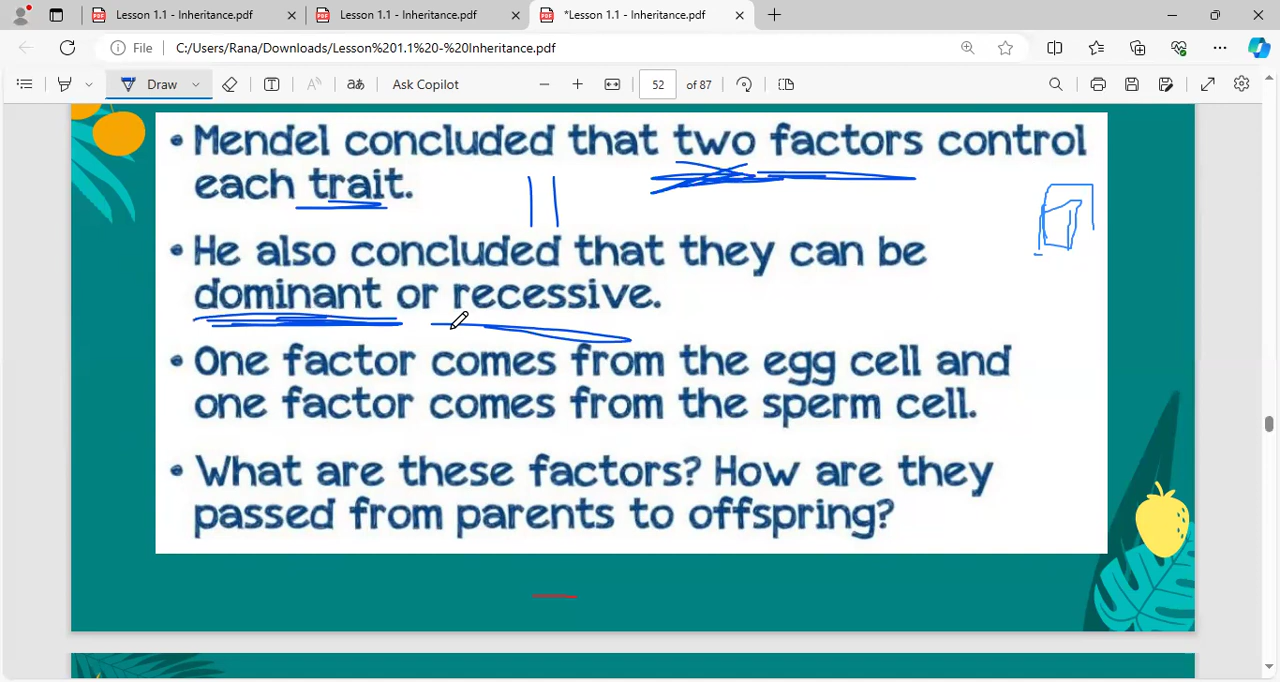 Lesson 1.1 - Inheritance.pdf
Lesson 1.1 - Inheritance.pdf
*Lesson 1.1 - Inheritance.pdf
File
C:/Users/Rana/Downloads/Lesson%201.1%20-%20Inheritance.pdf
Draw
aあ
Ask Copilot
52 of 87
• Mendel concluded that two factors control
each trait.
• He also concluded that they can be
dominant or recessive.
• One factor comes from the egg cell and
one factor comes from the sperm cell.
• What are these factors? How are they
passed from parents to offspring?